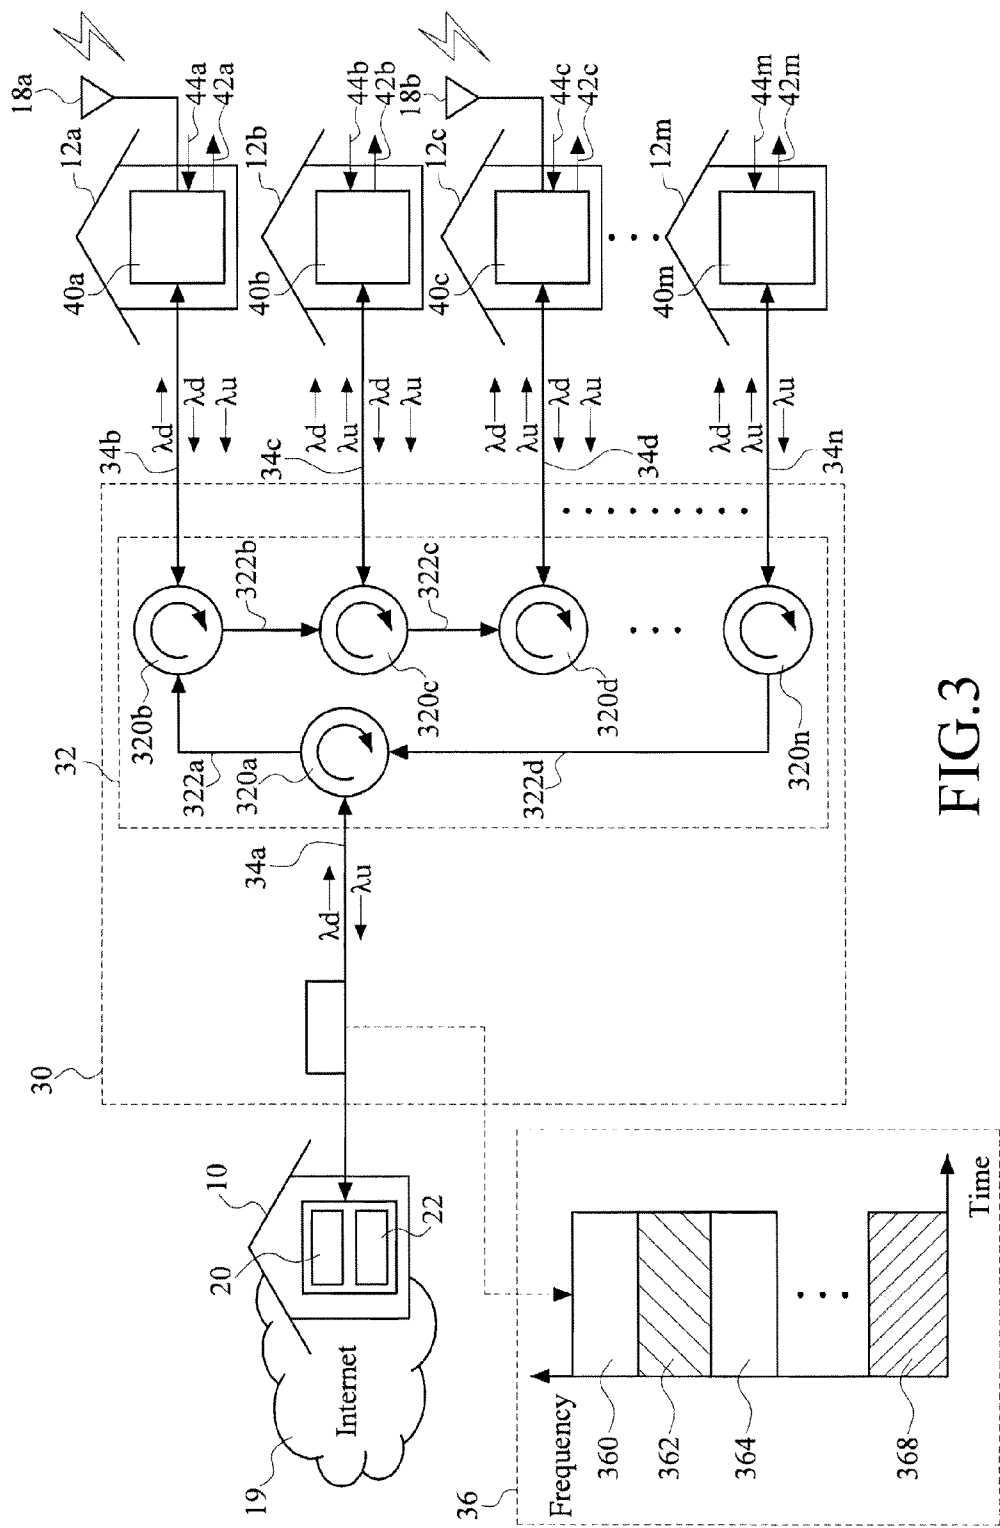 30
32
34b
12a
18a
40a
44a
42a
λd
λd
λu
320b
322b
322a
320a
34a
λd
λu
320c
322c
34c
λd
λu
λd
λu
12b
40b
44b
42b
320d
34d
λd
λu
λd
λu
12c
18b
40c
44c
42c
322d
320n
34n
λd
λu
λu
12m
40m
44m
42m
10
20
22
19
Internet
36
Frequency
360
362
364
368
Time
FIG.3